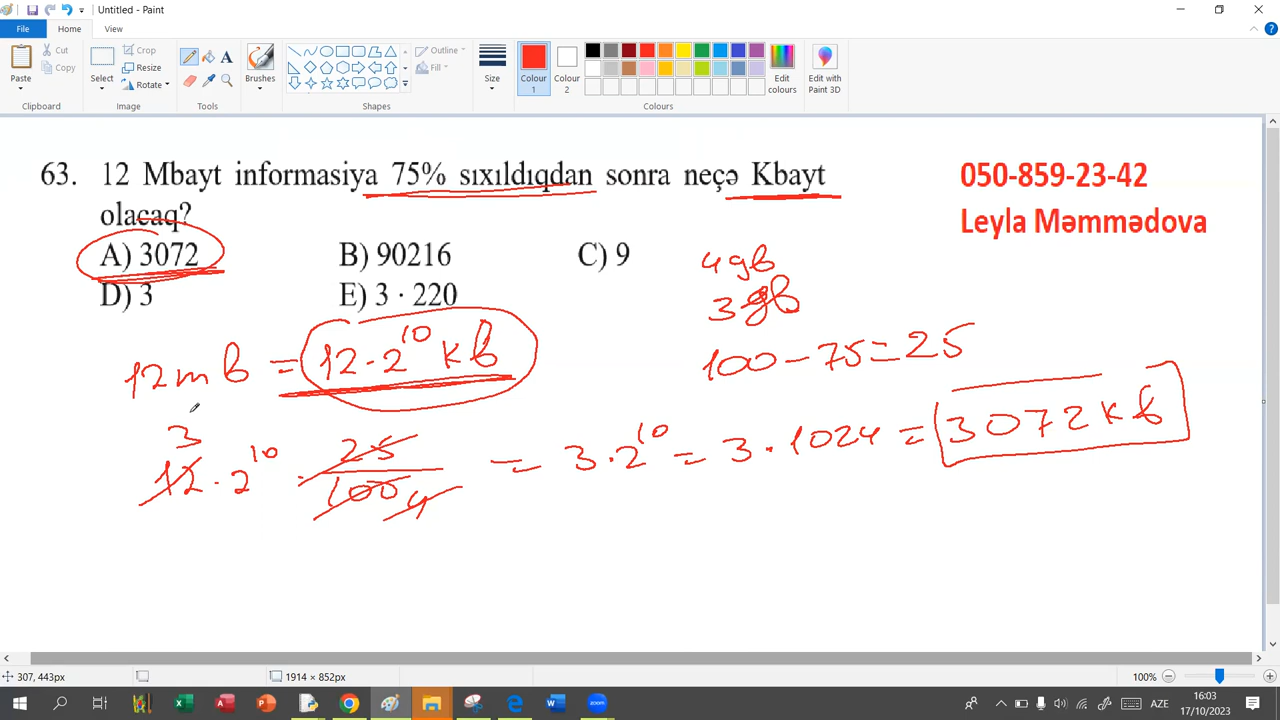 Untitled - Paint
File
Home
View
Paste
Cut
Copy
Clipboard
Select
Crop
Resize
Rotate
Image
Tools
Brushes
Shapes
Outline
Fill
Size
Colour 1
Colour 2
Colours
Edit colours
Edit with Paint 3D
63. 12 Mbayt informasiya 75% sıxıldıqdan sonra neçə Kbayt
olacaq?
A) 3072 B) 90216 C) 9
D) 3 E) 3 · 220
050-859-23-42
Leyla Məmmədova
4gb
3gb
12mb = 12·2^10 kb
100-75=25
3
12·2^10 · 25/100 4 = 3·2^10 = 3·1024 = 3072kb
307, 443px
1914 × 852px
100%
AZE
16:03
17/10/2023